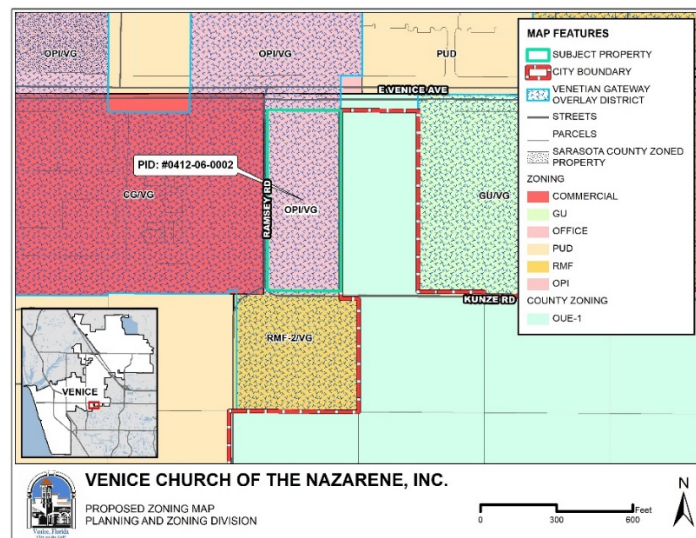 OPI/VG
OPI/VG
PUD
E VENICE AVE
PID: #0412-06-0002
CG/VG
RAMSEY RD
OPI/VG
GU/VG
KUNZE RD
RMF-2/VG
MAP FEATURES
SUBJECT PROPERTY
CITY BOUNDARY
VENETIAN GATEWAY
OVERLAY DISTRICT
STREETS
PARCELS
SARASOTA COUNTY ZONED
PROPERTY
ZONING
COMMERCIAL
GU
OFFICE
PUD
RMF
OPI
COUNTY ZONING
OUE-1
VENICE
VENICE CHURCH OF THE NAZARENE, INC.
PROPOSED ZONING MAP
PLANNING AND ZONING DIVISION
Venice, Florida
Feet
0 300 600
N